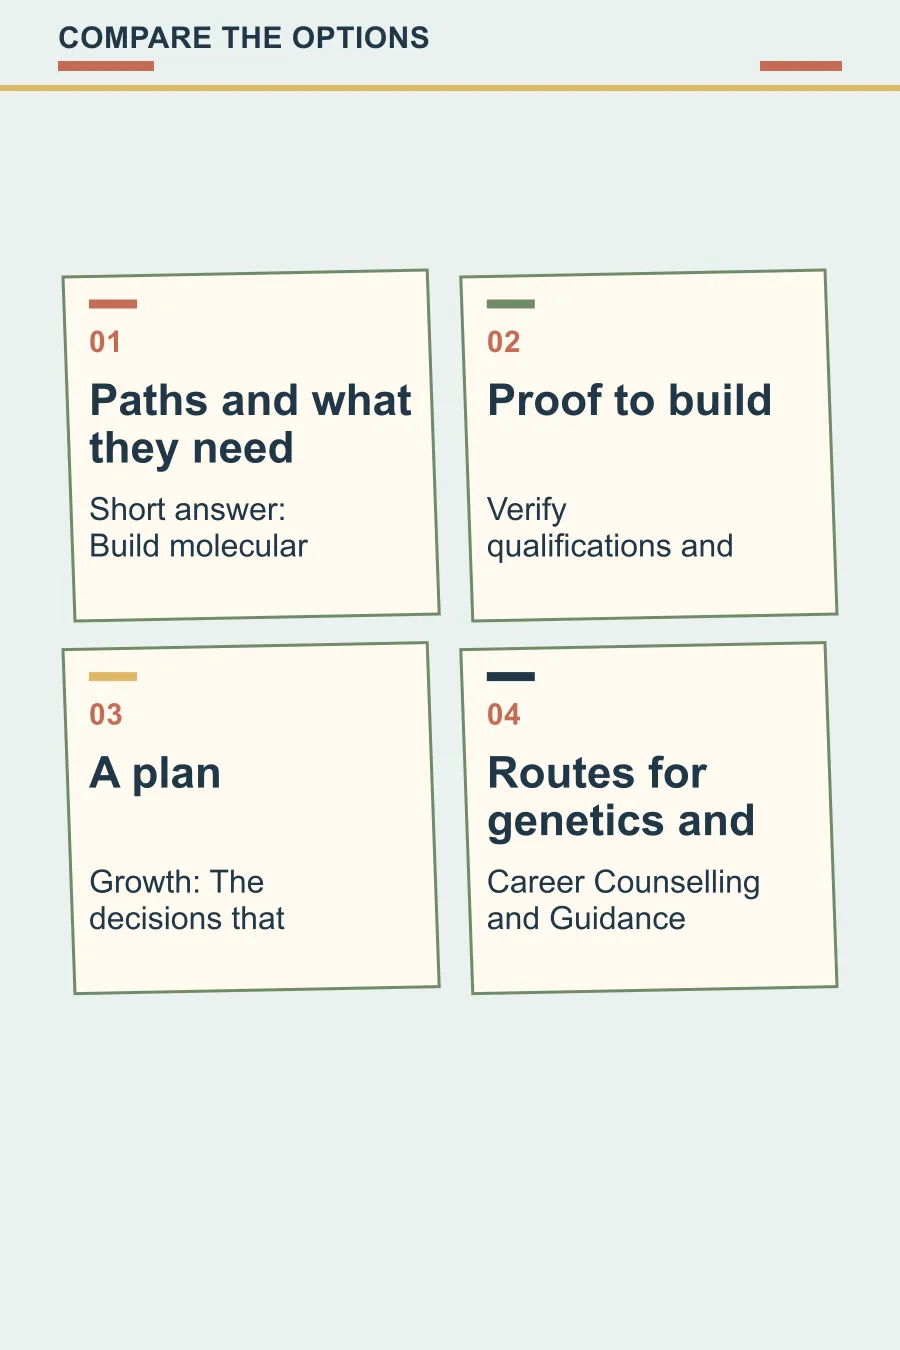 COMPARE THE OPTIONS
01
Paths and what
they need
Short answer:
Build molecular
02
Proof to build
Verify
qualifications and
03
A plan
Growth: The
decisions that
04
Routes for
genetics and
Career Counselling
and Guidance